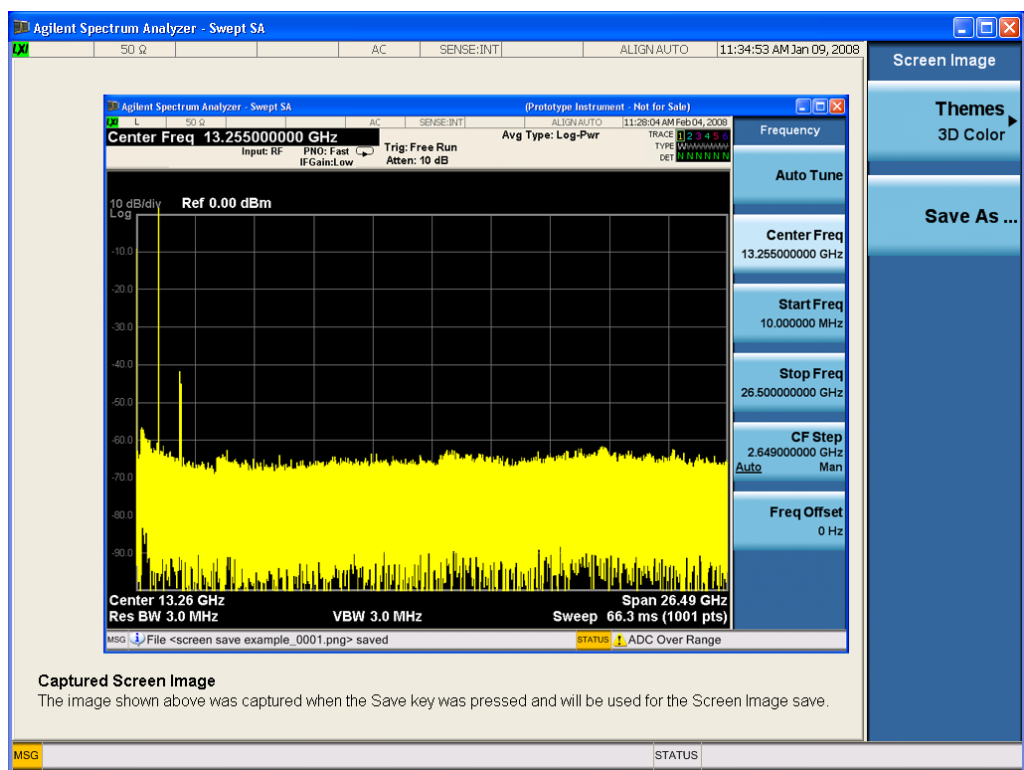 Agilent Spectrum Analyzer - Swept SA
LXI 50 Ω AC SENSE:INT ALIGN AUTO 11:34:53 AM Jan 09, 2008
Screen Image
Themes
3D Color
Save As ...
Agilent Spectrum Analyzer - Swept SA (Prototype Instrument - Not for Sale)
LXI L 50 Ω AC SENSE:INT ALIGN AUTO 11:28:04 AM Feb 04, 2008
Center Freq 13.255000000 GHz
Input: RF
PNO: Fast
IFGain:Low
Trig: Free Run
Atten: 10 dB
Avg Type: Log-Pwr
TRACE 1 2 3 4 5 6
TYPE WWWWWW
DET N N N N N N
Frequency
Auto Tune
Center Freq
13.255000000 GHz
Start Freq
10.000000 MHz
Stop Freq
26.500000000 GHz
CF Step
2.649000000 GHz
Auto Man
Freq Offset
0 Hz
10 dB/div Ref 0.00 dBm
Log
-10.0
-20.0
-30.0
-40.0
-50.0
-60.0
-70.0
-80.0
-90.0
Center 13.26 GHz Span 26.49 GHz
Res BW 3.0 MHz VBW 3.0 MHz Sweep 66.3 ms (1001 pts)
MSG File <screen save example_0001.png> saved STATUS ADC Over Range
Captured Screen Image
The image shown above was captured when the Save key was pressed and will be used for the Screen Image save.
MSG STATUS